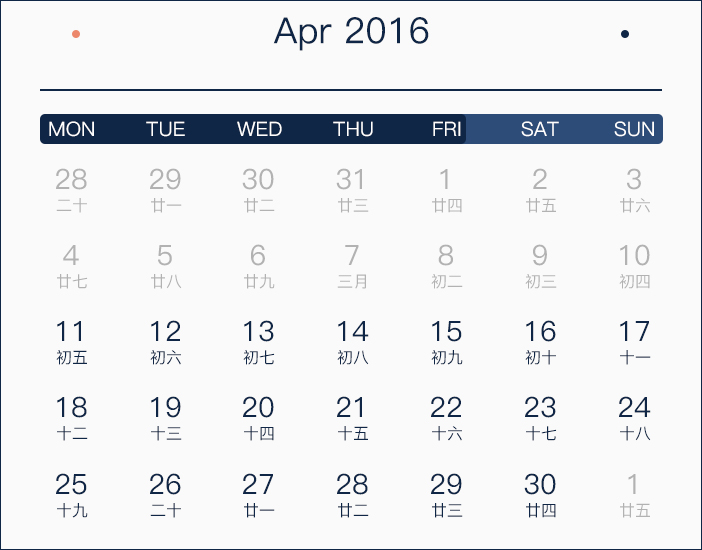 Apr 2016
MON TUE WED THU FRI SAT SUN
28 29 30 31 1 2 3
二十 廿一 廿二 廿三 廿四 廿五 廿六
4 5 6 7 8 9 10
廿七 廿八 廿九 三月 初二 初三 初四
11 12 13 14 15 16 17
初五 初六 初七 初八 初九 初十 十一
18 19 20 21 22 23 24
十二 十三 十四 十五 十六 十七 十八
25 26 27 28 29 30 1
十九 二十 廿一 廿二 廿三 廿四 廿五